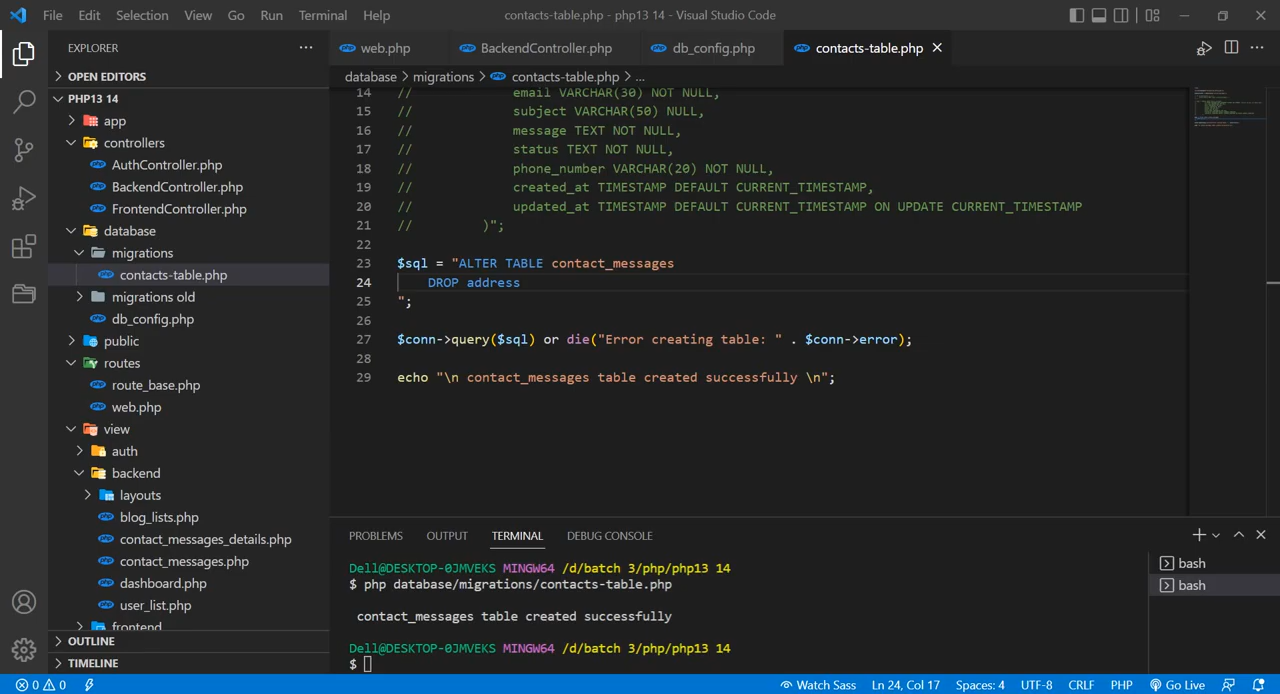 File Edit Selection View Go Run Terminal Help
contacts-table.php - php13 14 - Visual Studio Code
EXPLORER
OPEN EDITORS
PHP13 14
app
controllers
AuthController.php
BackendController.php
FrontendController.php
database
migrations
contacts-table.php
migrations old
db_config.php
public
routes
route_base.php
web.php
view
auth
backend
layouts
blog_lists.php
contact_messages_details.php
contact_messages.php
dashboard.php
user_list.php
frontend
OUTLINE
TIMELINE
web.php BackendController.php db_config.php contacts-table.php
database > migrations > contacts-table.php > ...
14 // email VARCHAR(30) NOT NULL,
15 // subject VARCHAR(50) NULL,
16 // message TEXT NOT NULL,
17 // status TEXT NOT NULL,
18 // phone_number VARCHAR(20) NOT NULL,
19 // created_at TIMESTAMP DEFAULT CURRENT_TIMESTAMP,
20 // updated_at TIMESTAMP DEFAULT CURRENT_TIMESTAMP ON UPDATE CURRENT_TIMESTAMP
21 // )";
22
23 $sql = "ALTER TABLE contact_messages
24 DROP address
25 ";
26
27 $conn->query($sql) or die("Error creating table: " . $conn->error);
28
29 echo "\n contact_messages table created successfully \n";
PROBLEMS OUTPUT TERMINAL DEBUG CONSOLE
Dell@DESKTOP-0JMVEKS MINGW64 /d/batch 3/php/php13 14
$ php database/migrations/contacts-table.php
contact_messages table created successfully
Dell@DESKTOP-0JMVEKS MINGW64 /d/batch 3/php/php13 14
$
bash
bash
0 0 Watch Sass Ln 24, Col 17 Spaces: 4 UTF-8 CRLF PHP Go Live